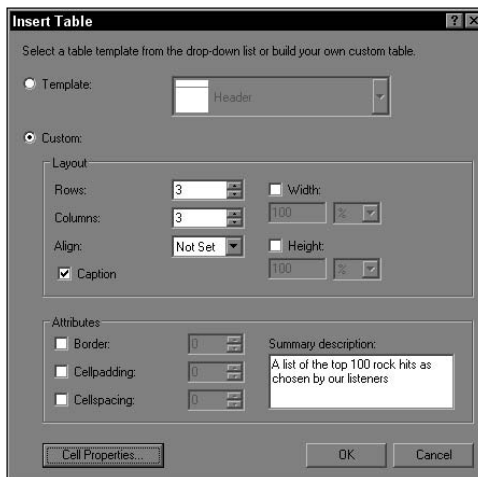 Insert Table
Select a table template from the drop-down list or build your own custom table.
Template:
Header
Custom:
Layout
Rows: 3
Width:
100 %
Columns: 3
Align: Not Set
Height:
100 %
Caption
Attributes
Border: 0
Cellpadding: 0
Cellspacing: 0
Summary description:
A list of the top 100 rock hits as
chosen by our listeners
Cell Properties...
OK
Cancel